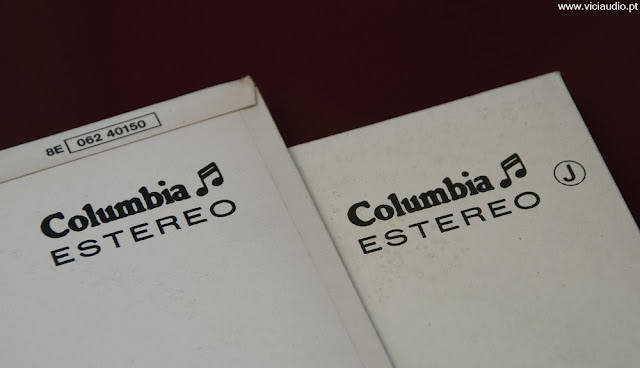 www.viciaudio.pt
8E 062 40150
Columbia
ESTEREO
Columbia
ESTEREO
J